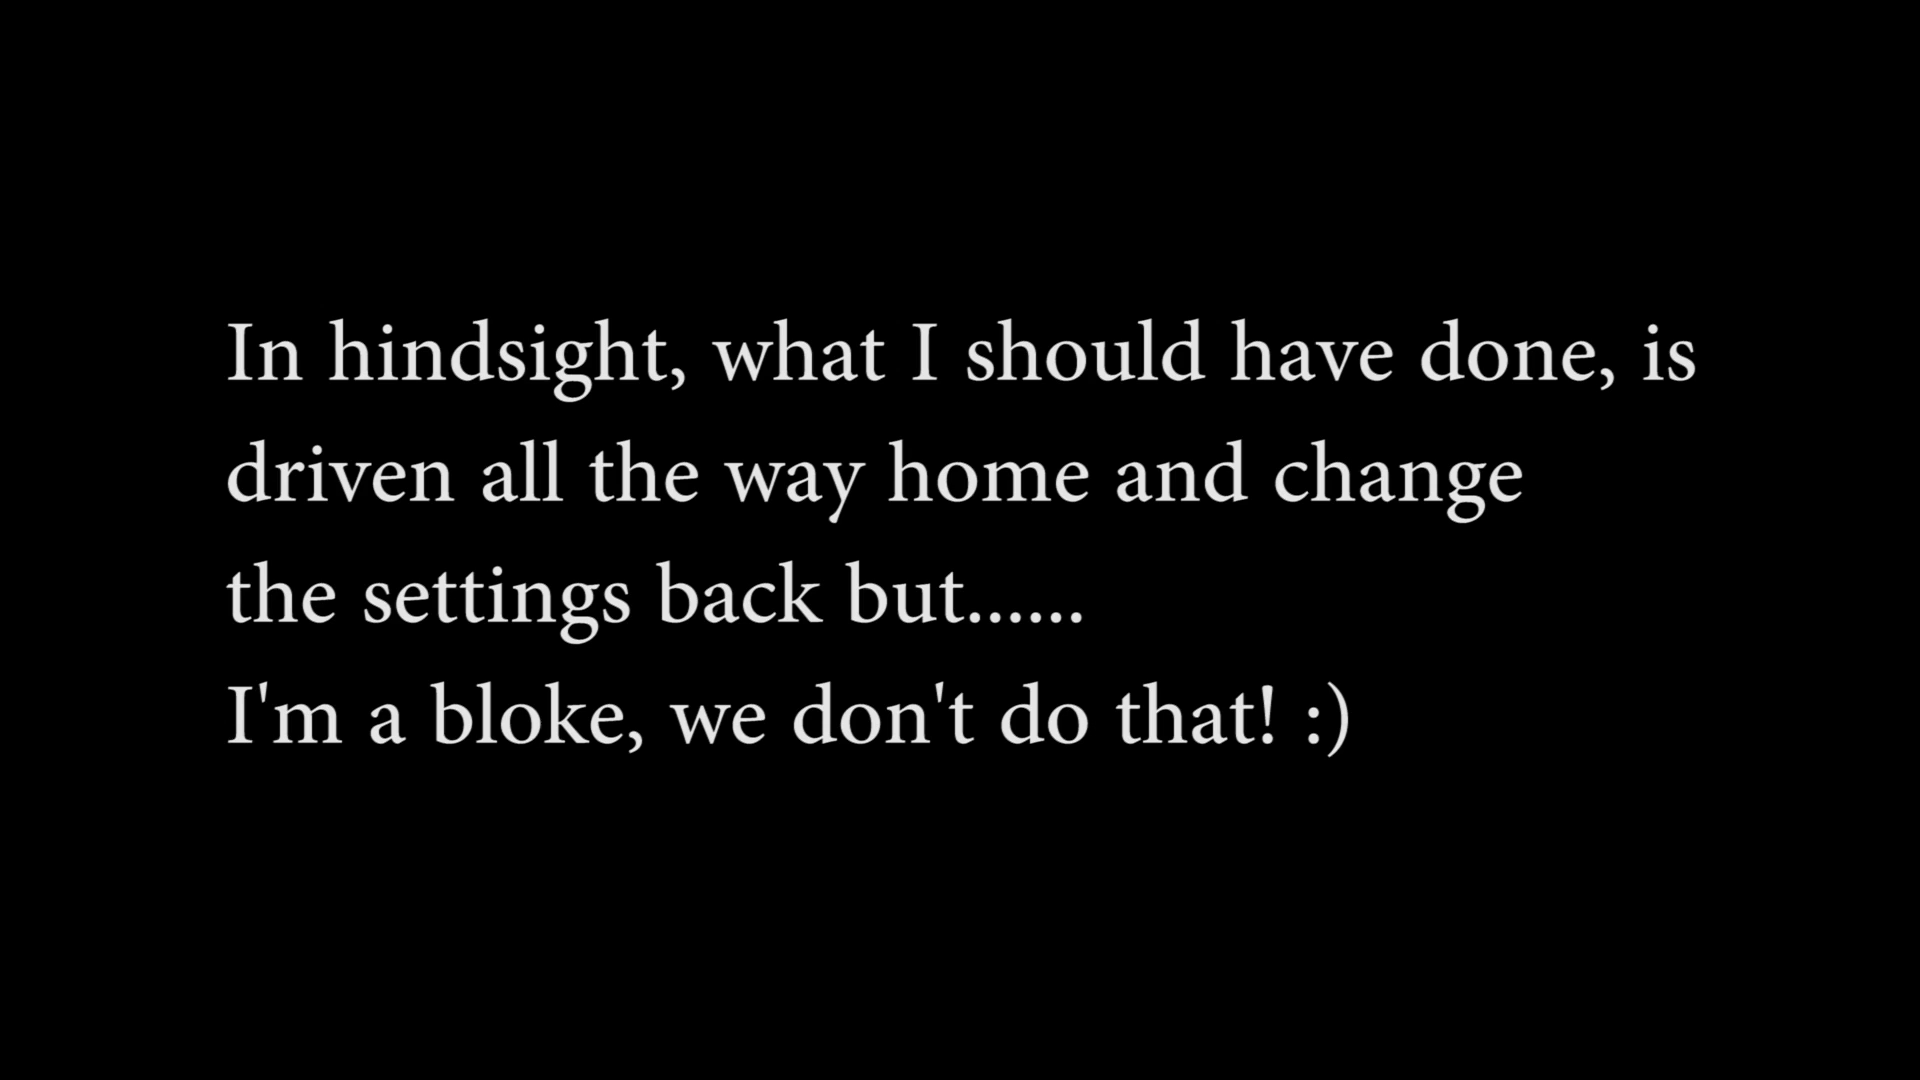 In hindsight, what I should have done, is
driven all the way home and change
the settings back but......
I'm a bloke, we don't do that! :)